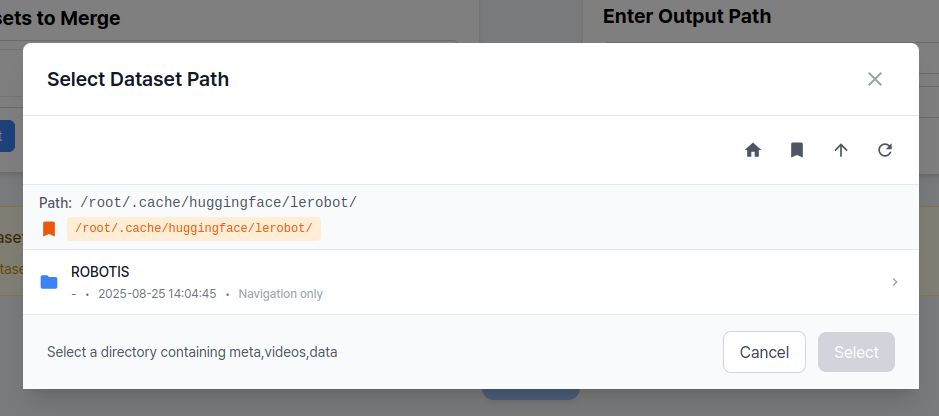 sets to Merge
Enter Output Path
Select Dataset Path
Path: /root/.cache/huggingface/lerobot/
/root/.cache/huggingface/lerobot/
ROBOTIS
- • 2025-08-25 14:04:45 • Navigation only
Select a directory containing meta,videos,data
Cancel
Select